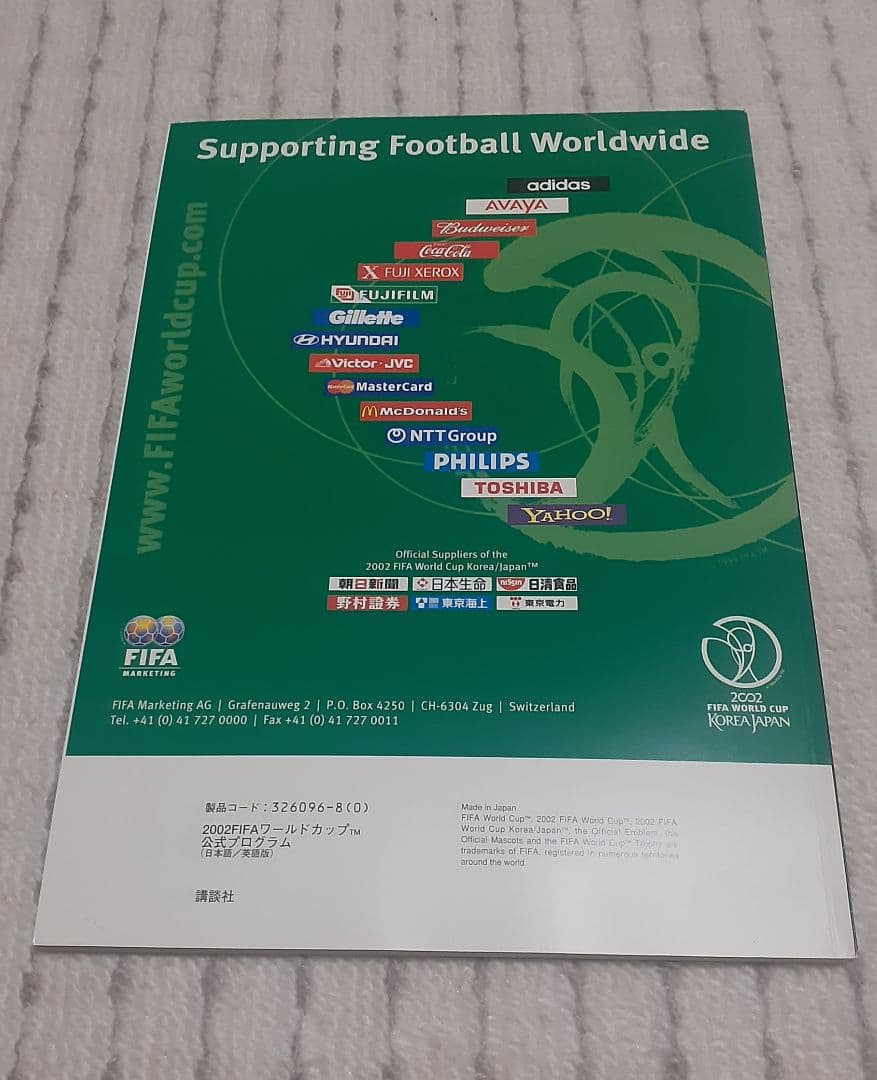 Supporting Football Worldwide
www.FIFAworldcup.com
adidas
AVAYA
Budweiser
Coca-Cola
FUJI XEROX
FUJI FUJIFILM
Gillette
HYUNDAI
Victor・JVC
MasterCard MasterCard
McDonald's
NTT Group
PHILIPS
TOSHIBA
YAHOO!
Official Suppliers of the
2002 FIFA World Cup Korea/Japan™
朝日新聞 日本生命 NISSIN 日清食品
野村證券 東京海上 東京電力
FIFA
MARKETING
2002
FIFA WORLD CUP
KOREA JAPAN
FIFA Marketing AG | Grafenauweg 2 | P.O. Box 4250 | CH-6304 Zug | Switzerland
Tel. +41 (0) 41 727 0000 | Fax +41 (0) 41 727 0011
製品コード：326096-8(0)
2002FIFAワールドカップ™
公式プログラム
(日本語／英語版)
講談社
Made in Japan
FIFA World Cup™, 2002 FIFA World Cup™, 2002 FIFA
World Cup Korea/Japan™, the Official Emblem, the
Official Mascots and the FIFA World Cup™ Trophy are
trademarks of FIFA, registered in numerous territories
around the world.